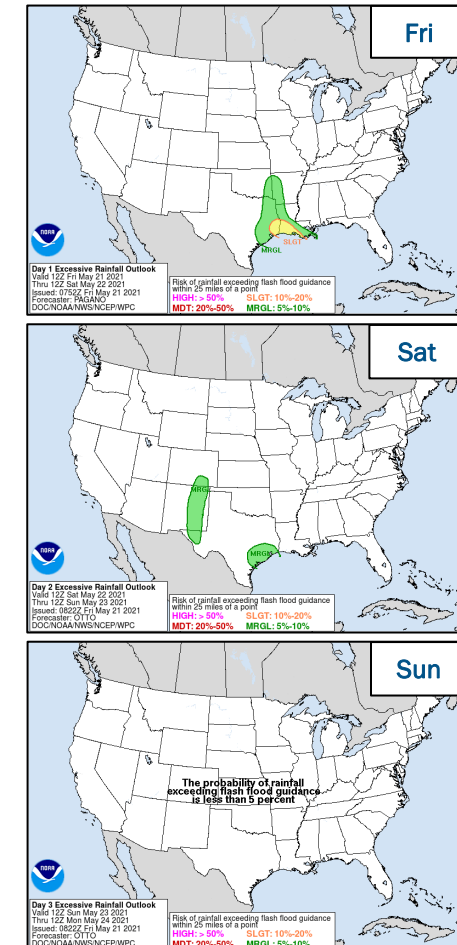 Fri
SLGT
MRGL
NOAA
Day 1 Excessive Rainfall Outlook
Valid 12Z Fri May 21 2021
Thru 12Z Sat May 22 2021
Issued: 0752Z Fri May 21 2021
Forecaster: PAGANO
DOC/NOAA/NWS/NCEP/WPC
Risk of rainfall exceeding flash flood guidance
within 25 miles of a point
HIGH: > 50% SLGT: 10%-20%
MDT: 20%-50% MRGL: 5%-10%
Sat
MRGL
MRGL
NOAA
Day 2 Excessive Rainfall Outlook
Valid 12Z Sat May 22 2021
Thru 12Z Sun May 23 2021
Issued: 0822Z Fri May 21 2021
Forecaster: OTTO
DOC/NOAA/NWS/NCEP/WPC
Risk of rainfall exceeding flash flood guidance
within 25 miles of a point
HIGH: > 50% SLGT: 10%-20%
MDT: 20%-50% MRGL: 5%-10%
Sun
The probability of rainfall
exceeding flash flood guidance
is less than 5 percent
NOAA
Day 3 Excessive Rainfall Outlook
Valid 12Z Sun May 23 2021
Thru 12Z Mon May 24 2021
Issued: 0822Z Fri May 21 2021
Forecaster: OTTO
DOC/NOAA/NWS/NCEP/WPC
Risk of rainfall exceeding flash flood guidance
within 25 miles of a point
HIGH: > 50% SLGT: 10%-20%
MDT: 20%-50% MRGL: 5%-10%